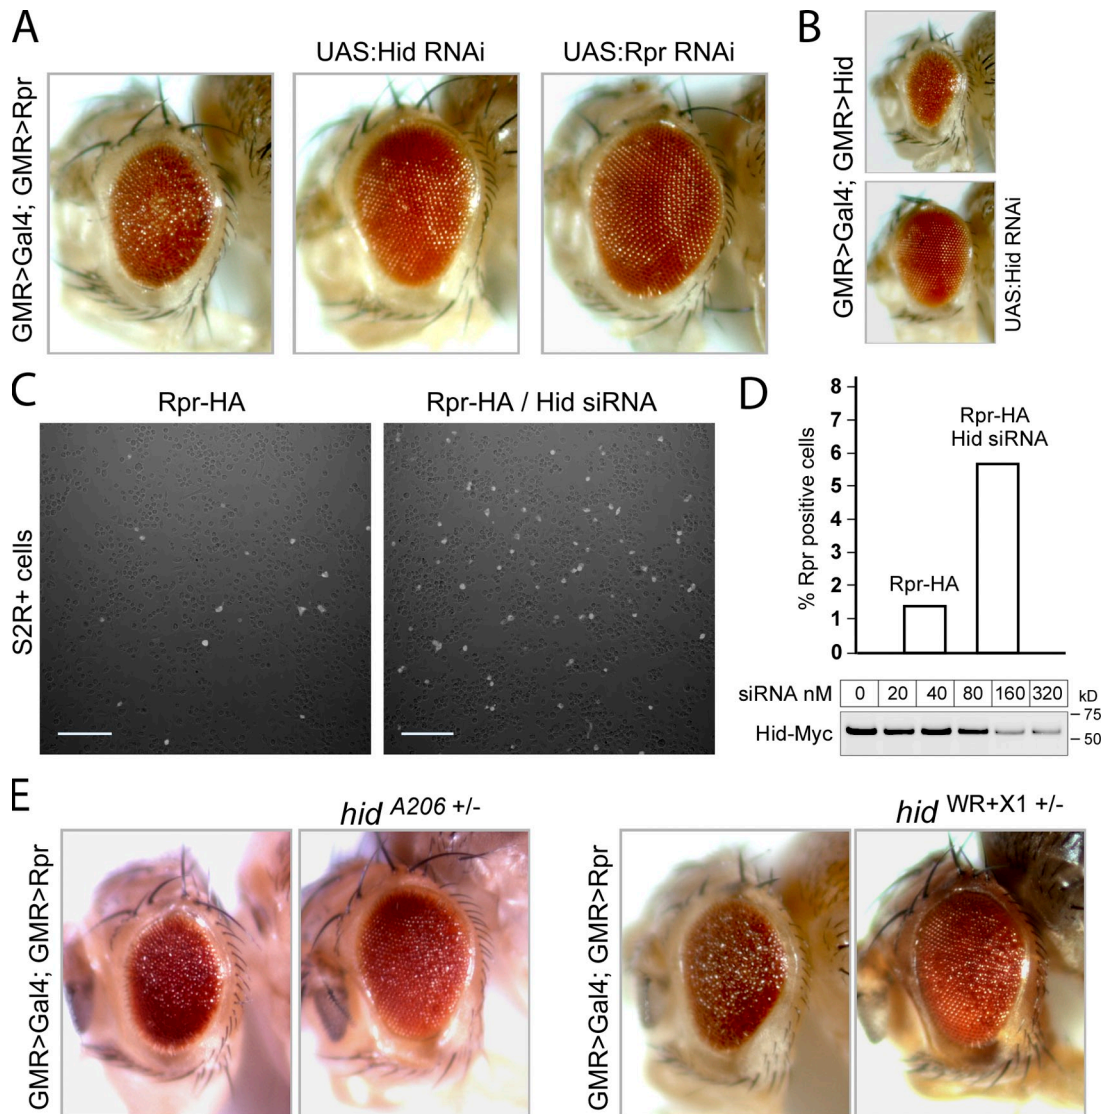 A
UAS:Hid RNAi
UAS:Rpr RNAi
GMR>Gal4; GMR>Rpr
B
GMR>Gal4; GMR>Hid
UAS:Hid RNAi
C
Rpr-HA
Rpr-HA / Hid siRNA
S2R+ cells
D
8
7
6
5
4
3
2
1
0
% Rpr positive cells
Rpr-HA
Rpr-HA
Hid siRNA
siRNA nM 0 20 40 80 160 320 kD
Hid-Myc
75
50
E
GMR>Gal4; GMR>Rpr
hid A206 +/-
GMR>Gal4; GMR>Rpr
hid WR+X1 +/-